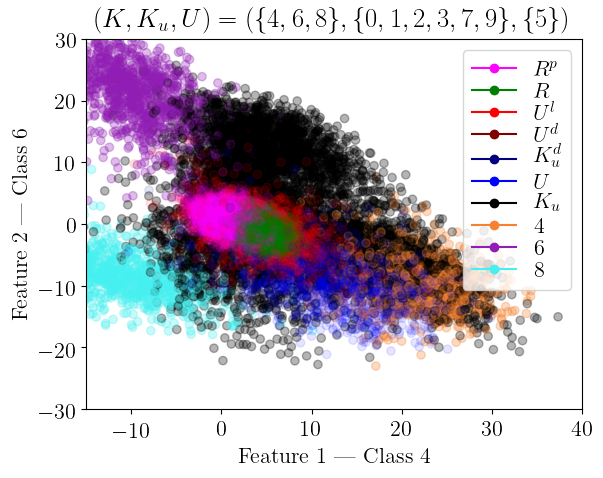 (K, K_u, U) = ({4, 6, 8}, {0, 1, 2, 3, 7, 9}, {5})
30
20
10
0
−10
−20
−30
−10
0
10
20
30
40
Feature 2 — Class 6
Feature 1 — Class 4
R^p
R
U^l
U^d
K_u^d
U
K_u
4
6
8